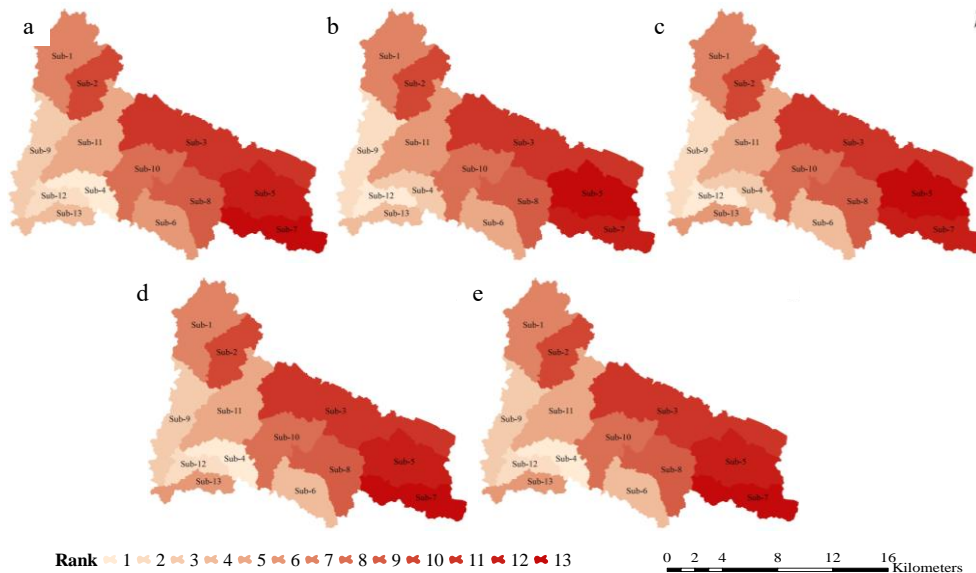 a
Sub-1
Sub-2
Sub-3
Sub-9
Sub-11
Sub-10
Sub-5
Sub-12
Sub-4
Sub-13
Sub-8
Sub-6
Sub-7
b
Sub-1
Sub-2
Sub-3
Sub-9
Sub-11
Sub-10
Sub-5
Sub-12
Sub-4
Sub-13
Sub-8
Sub-6
Sub-7
c
Sub-1
Sub-2
Sub-3
Sub-9
Sub-11
Sub-10
Sub-5
Sub-12
Sub-4
Sub-13
Sub-8
Sub-6
Sub-7
d
Sub-1
Sub-2
Sub-3
Sub-9
Sub-11
Sub-10
Sub-5
Sub-12
Sub-4
Sub-13
Sub-8
Sub-6
Sub-7
e
Sub-1
Sub-2
Sub-3
Sub-9
Sub-11
Sub-10
Sub-5
Sub-12
Sub-4
Sub-13
Sub-8
Sub-6
Sub-7
Rank 1 2 3 4 5 6 7 8 9 10 11 12 13
0 2 4 8 12 16
Kilometers